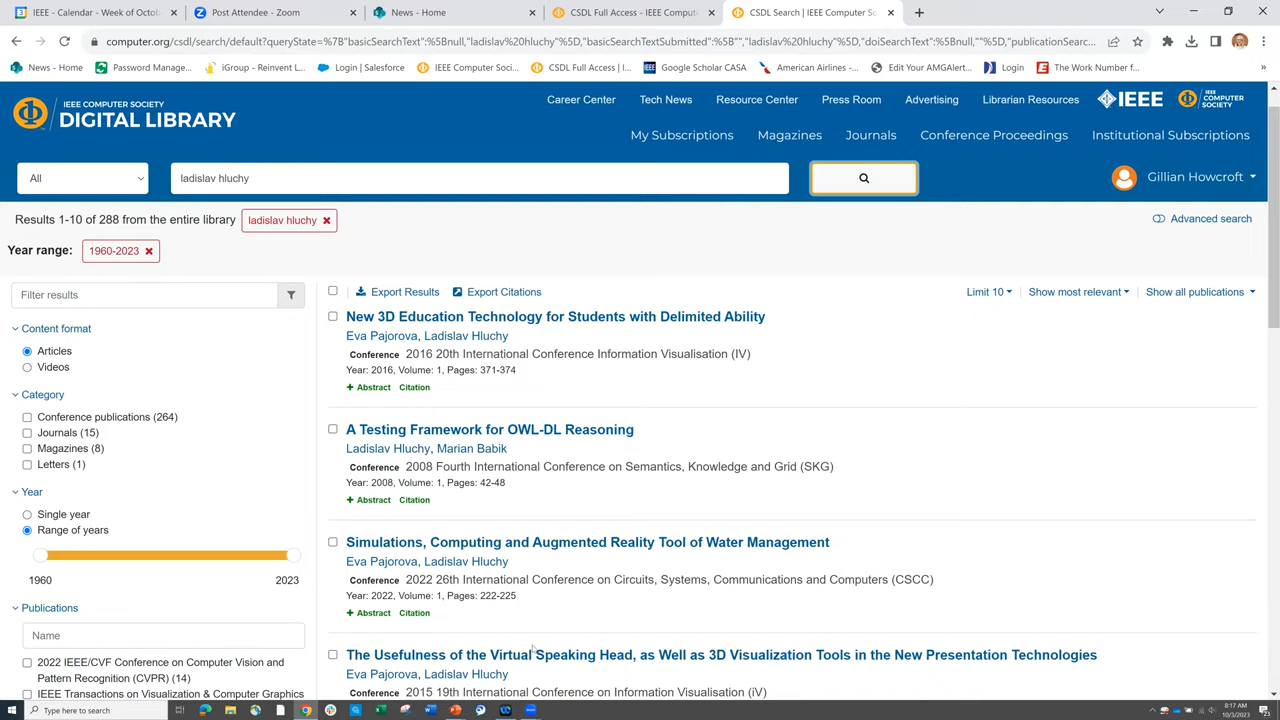 IEEE - Calendar - Week of Octob
Post Attendee - Zoom
News - Home
CSDL Full Access - IEEE Comput
CSDL Search | IEEE Computer So
computer.org/csdl/search/default?queryState=%7B"basicSearchText":%5Bnull,"ladislav%20hluchy"%5D,"basicSearchTextSubmitted":%5B"","ladislav%20hluchy"%5D,"doiSearchText":%5Bnull,""%5D,"publicationSearc...
News - Home
Password Manage...
iGroup - Reinvent L...
Login | Salesforce
IEEE Computer Soci...
CSDL Full Access | I...
Google Scholar CASA
American Airlines -...
Edit Your AMGAlert...
Login
The Work Number f...
IEEE COMPUTER SOCIETY
DIGITAL LIBRARY
Career Center Tech News Resource Center Press Room Advertising Librarian Resources IEEE IEEE COMPUTER SOCIETY
My Subscriptions Magazines Journals Conference Proceedings Institutional Subscriptions
All
ladislav hluchy
Gillian Howcroft
Results 1-10 of 288 from the entire library
ladislav hluchy
Advanced search
Year range: 1960-2023
Filter results
Export Results Export Citations
Limit 10 Show most relevant Show all publications
Content format
Articles
Videos
Category
Conference publications (264)
Journals (15)
Magazines (8)
Letters (1)
Year
Single year
Range of years
1960 2023
Publications
Name
2022 IEEE/CVF Conference on Computer Vision and
Pattern Recognition (CVPR) (14)
IEEE Transactions on Visualization & Computer Graphics
New 3D Education Technology for Students with Delimited Ability
Eva Pajorova, Ladislav Hluchy
Conference 2016 20th International Conference Information Visualisation (IV)
Year: 2016, Volume: 1, Pages: 371-374
+ Abstract Citation
A Testing Framework for OWL-DL Reasoning
Ladislav Hluchy, Marian Babik
Conference 2008 Fourth International Conference on Semantics, Knowledge and Grid (SKG)
Year: 2008, Volume: 1, Pages: 42-48
+ Abstract Citation
Simulations, Computing and Augmented Reality Tool of Water Management
Eva Pajorova, Ladislav Hluchy
Conference 2022 26th International Conference on Circuits, Systems, Communications and Computers (CSCC)
Year: 2022, Volume: 1, Pages: 222-225
+ Abstract Citation
The Usefulness of the Virtual Speaking Head, as Well as 3D Visualization Tools in the New Presentation Technologies
Eva Pajorova, Ladislav Hluchy
Conference 2015 19th International Conference on Information Visualisation (iV)
Type here to search
8:17 AM
10/3/2023